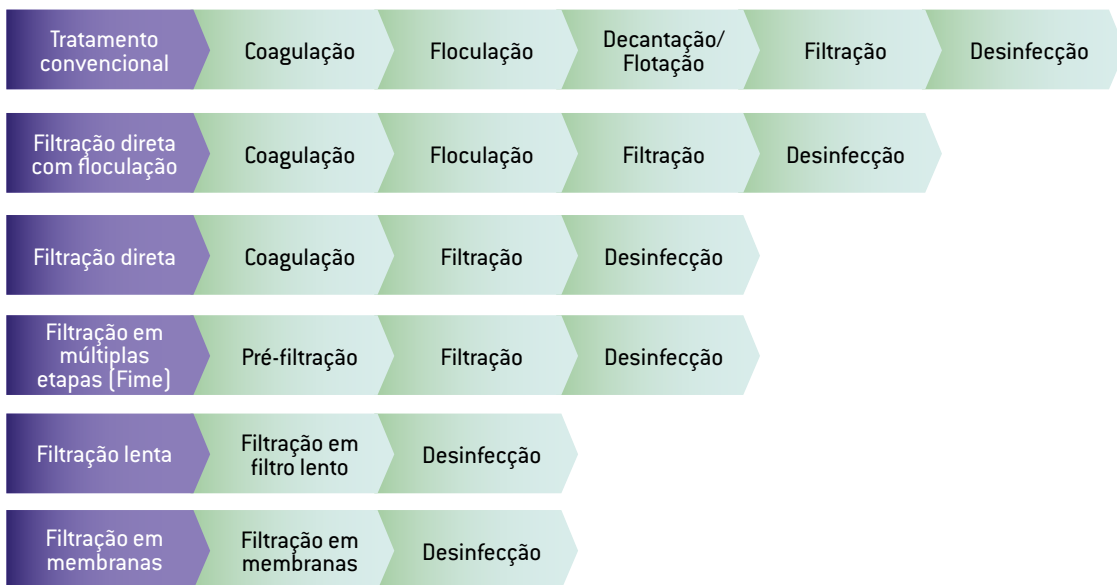 Tratamento
convencional
Coagulação
Floculação
Decantação/
Flotação
Filtração
Desinfecção
Filtração direta
com floculação
Coagulação
Floculação
Filtração
Desinfecção
Filtração direta
Coagulação
Filtração
Desinfecção
Filtração em
múltiplas
etapas (Fime)
Pré-filtração
Filtração
Desinfecção
Filtração lenta
Filtração em
filtro lento
Desinfecção
Filtração em
membranas
Filtração em
membranas
Desinfecção